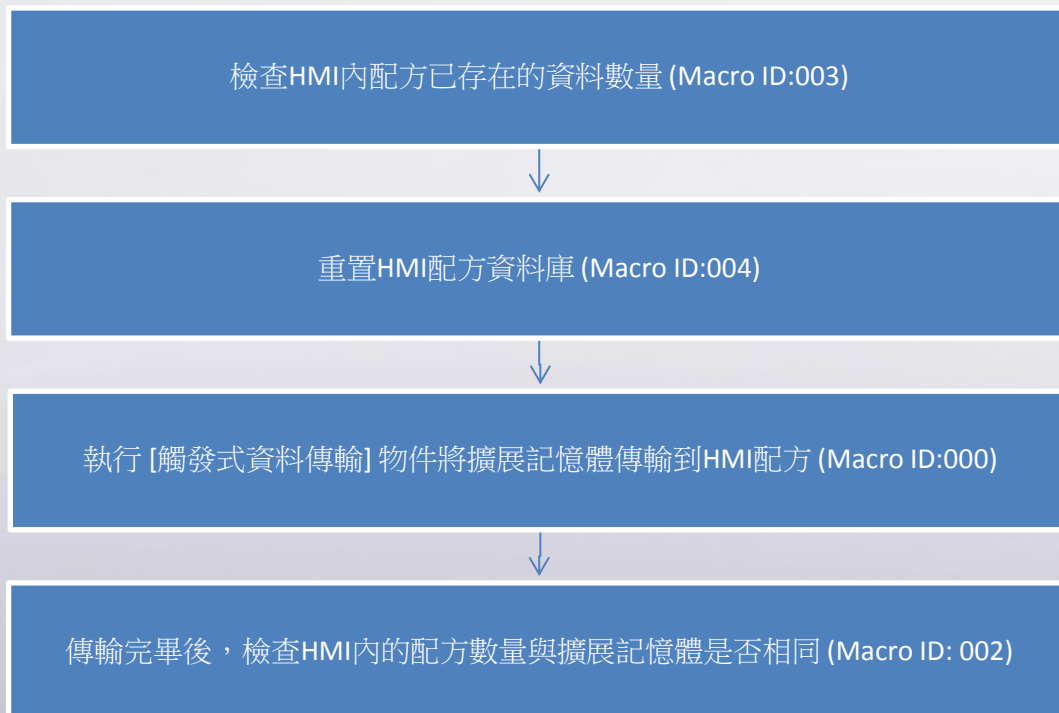 檢查HMI內配方已存在的資料數量 (Macro ID:003)
重置HMI配方資料庫 (Macro ID:004)
執行 [觸發式資料傳輸] 物件將擴展記憶體傳輸到HMI配方 (Macro ID:000)
傳輸完畢後，檢查HMI內的配方數量與擴展記憶體是否相同 (Macro ID: 002)